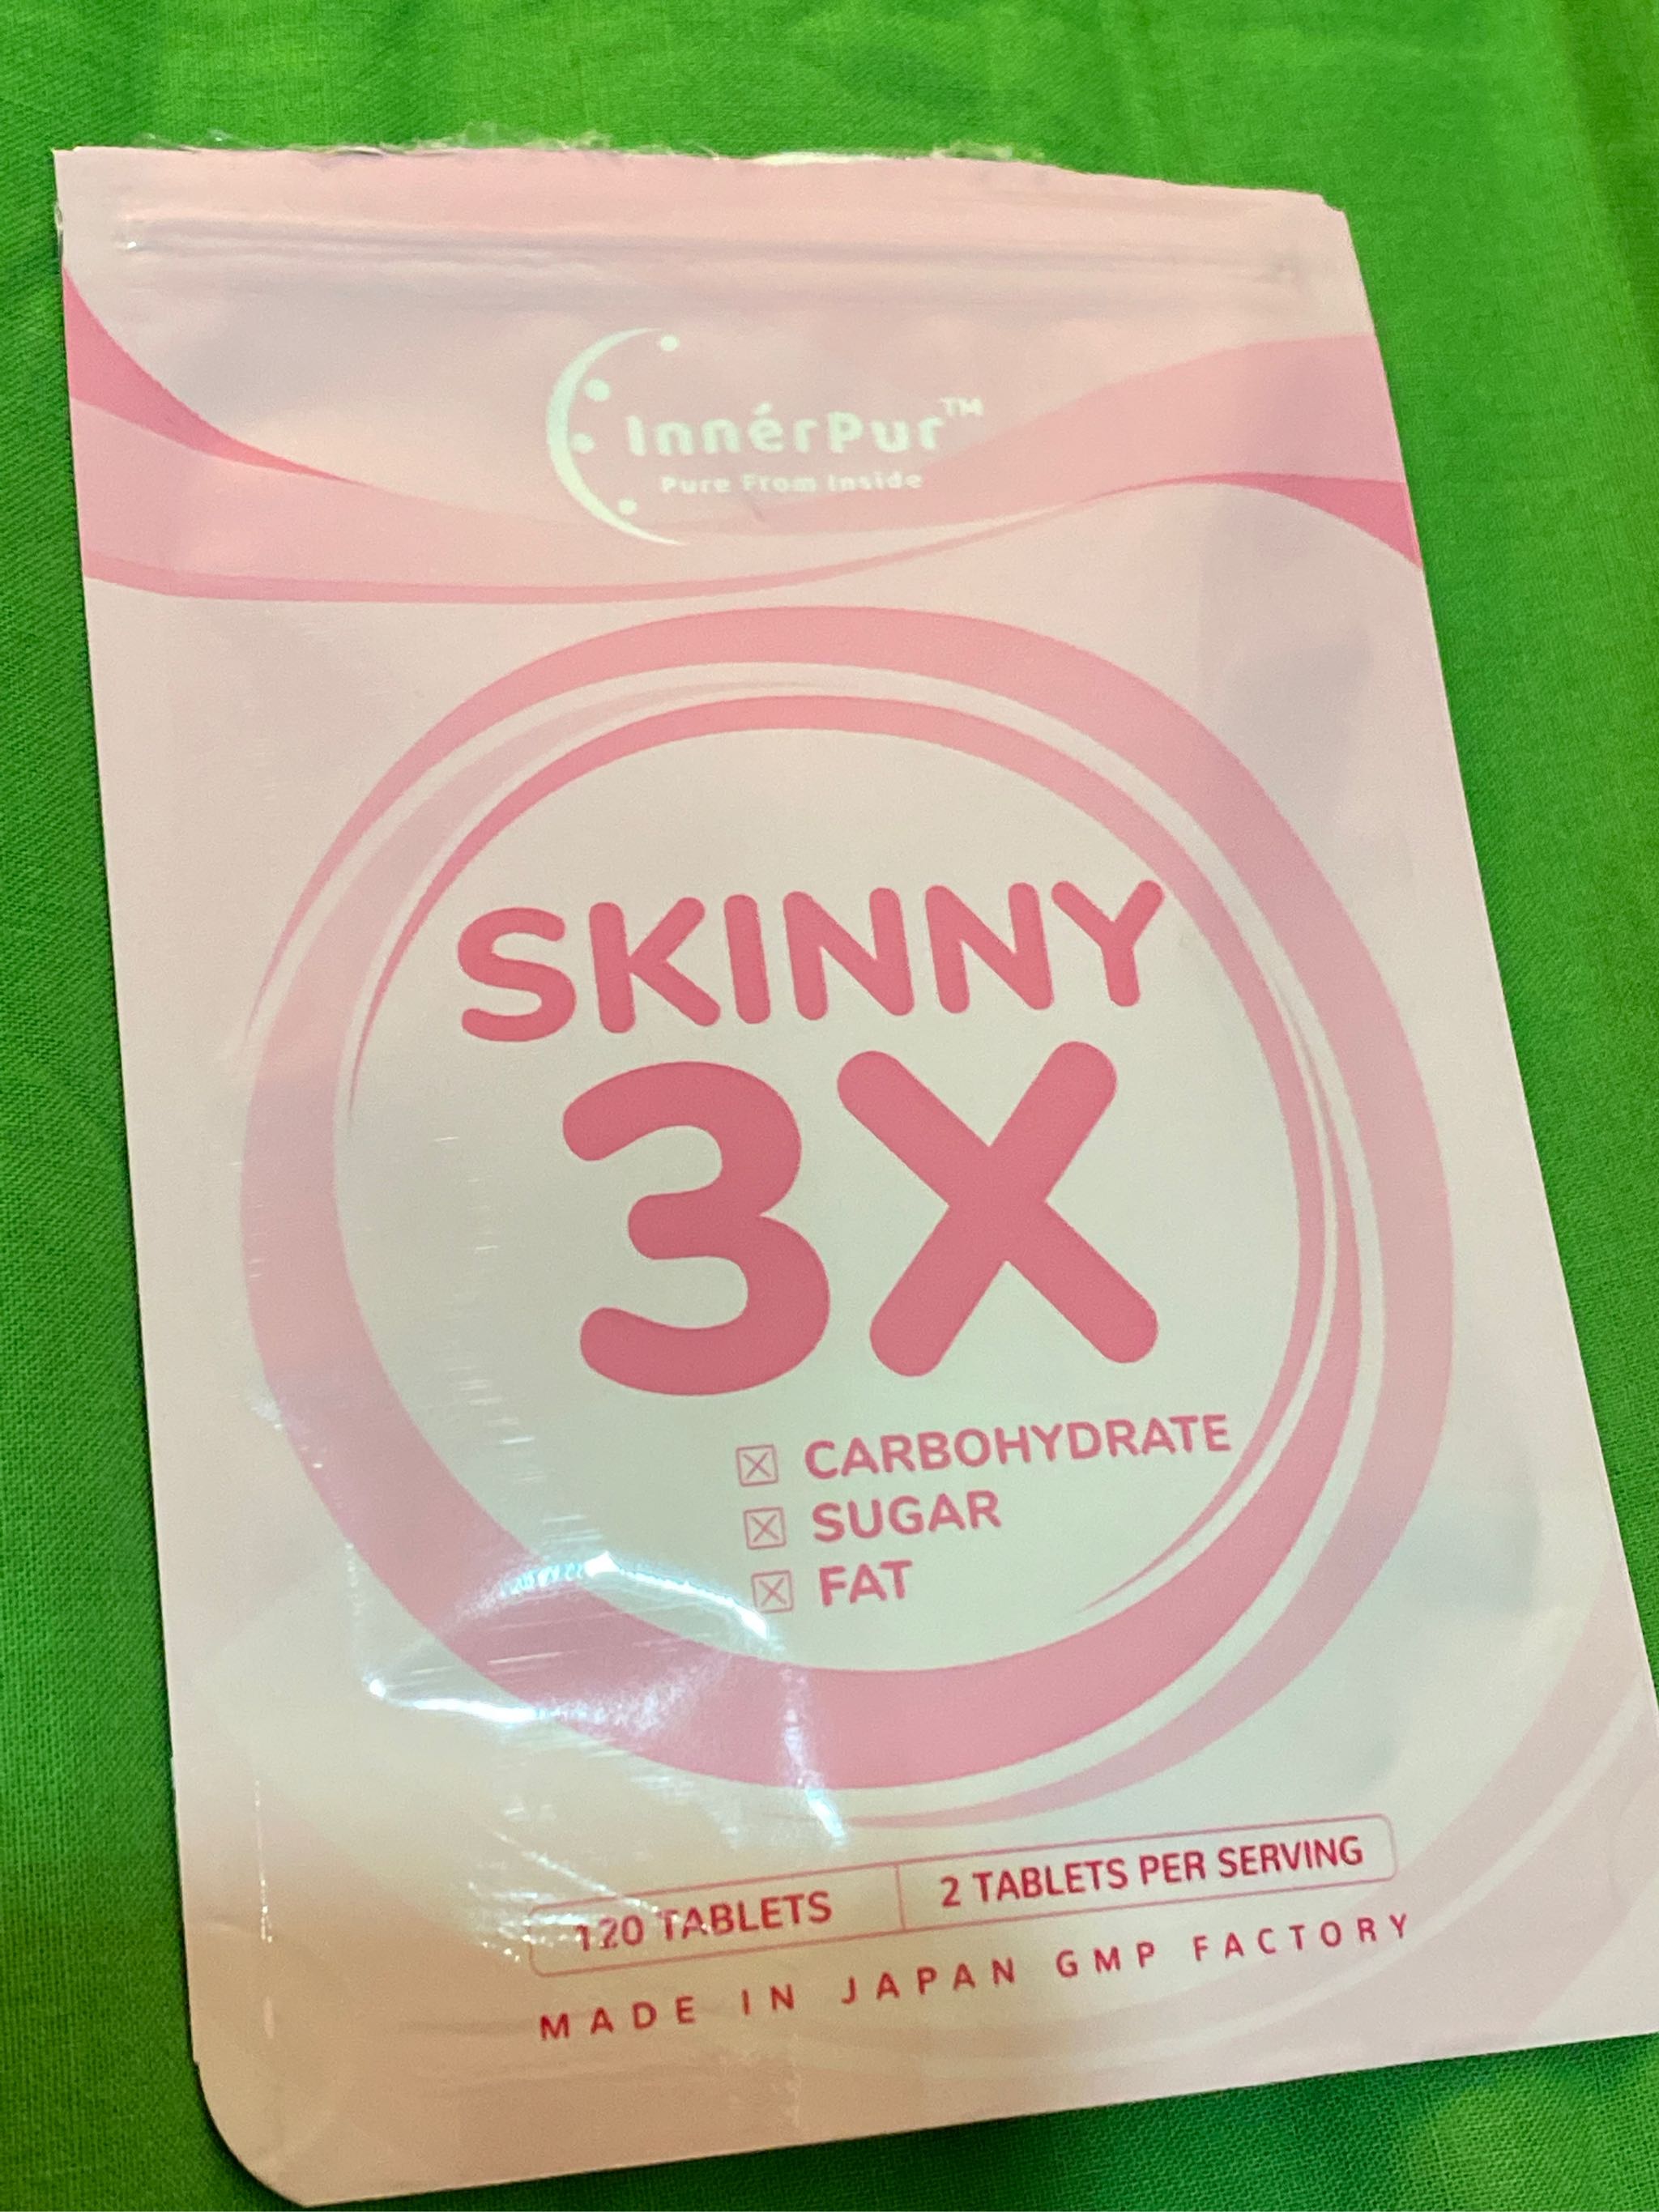 InnérPur™
Pure From Inside
SKINNY
3X
☒ CARBOHYDRATE
☒ SUGAR
☒ FAT
120 TABLETS 2 TABLETS PER SERVING
MADE IN JAPAN GMP FACTORY